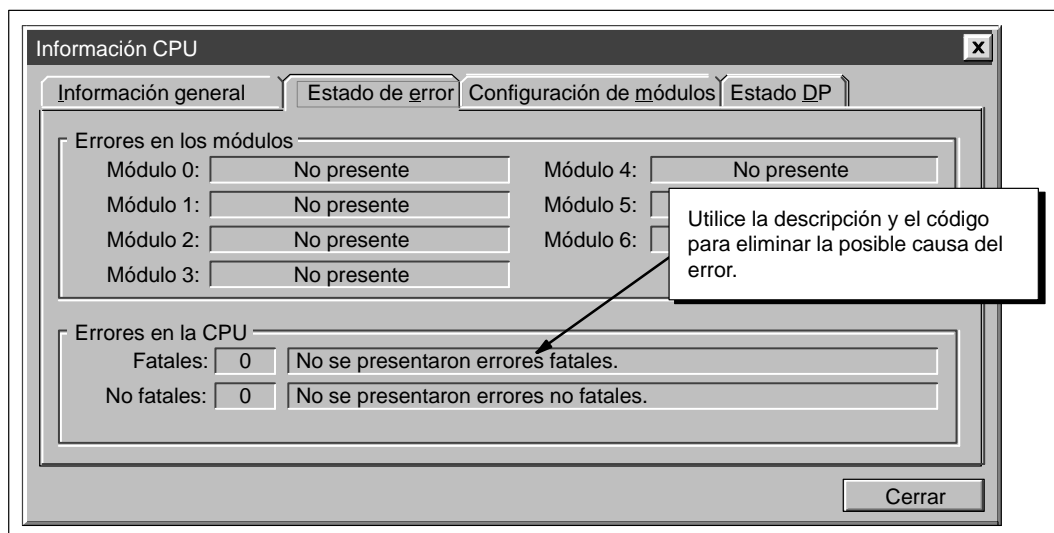 Información CPU
X
Información general
Estado de error
Configuración de módulos
Estado DP
Errores en los módulos
Módulo 0: No presente
Módulo 1: No presente
Módulo 2: No presente
Módulo 3: No presente
Módulo 4: No presente
Módulo 5:
Módulo 6:
Utilice la descripción y el código
para eliminar la posible causa del
error.
Errores en la CPU
Fatales: 0 No se presentaron errores fatales.
No fatales: 0 No se presentaron errores no fatales.
Cerrar